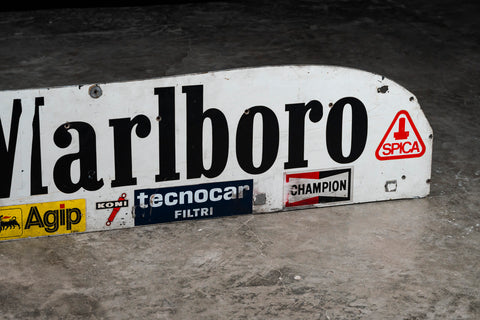 Marlboro
SPICA
Agip
KONI
tecnocar
FILTRI
CHAMPION